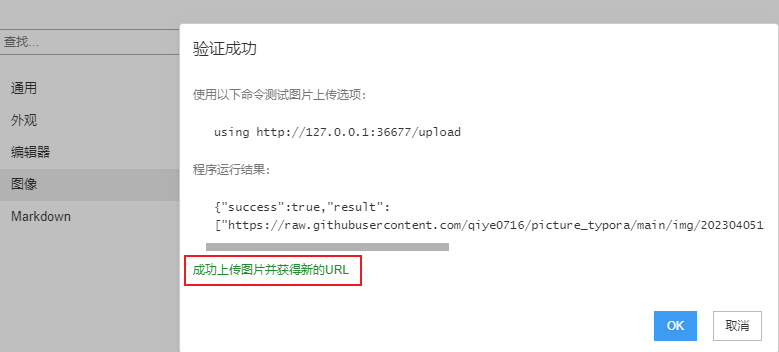 查找...
通用
外观
编辑器
图像
Markdown
验证成功
使用以下命令测试图片上传选项:
using http://127.0.0.1:36677/upload
程序运行结果:
{"success":true,"result":
["https://raw.githubusercontent.com/qiye0716/picture_typora/main/img/202304051
成功上传图片并获得新的URL
OK
取消